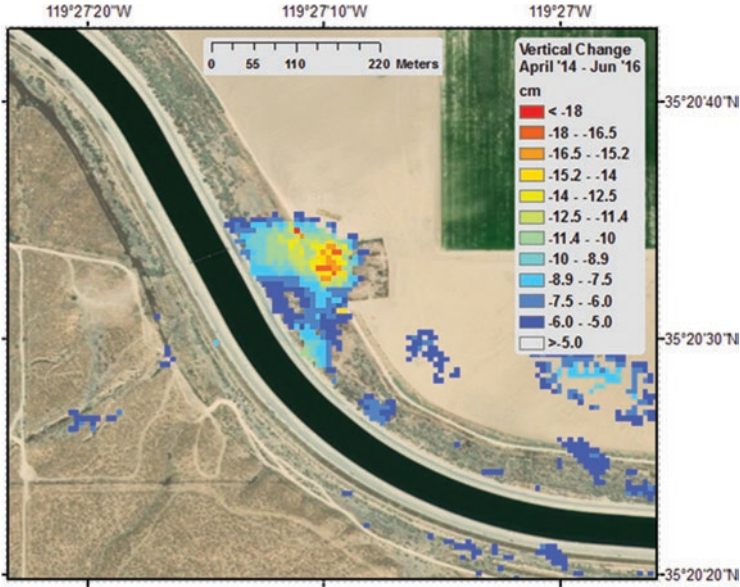 119°27'20"W
119°27'10"W
119°27'W
0 55 110 220 Meters
Vertical Change
April '14 - Jun '16
cm
< -18
-18 - -16.5
-16.5 - -15.2
-15.2 - -14
-14 - -12.5
-12.5 - -11.4
-11.4 - -10
-10 - -8.9
-8.9 - -7.5
-7.5 - -6.0
-6.0 - -5.0
>-5.0
35°20'40"N
35°20'30"N
35°20'20"N